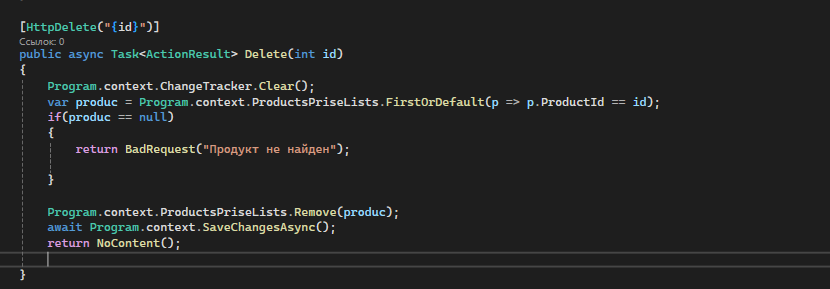 [HttpDelete("{id}")]
Ссылок: 0
public async Task<ActionResult> Delete(int id)
{
Program.context.ChangeTracker.Clear();
var produc = Program.context.ProductsPriseLists.FirstOrDefault(p => p.ProductId == id);
if(produc == null)
{
return BadRequest("Продукт не найден");
}
Program.context.ProductsPriseLists.Remove(produc);
await Program.context.SaveChangesAsync();
return NoContent();
}